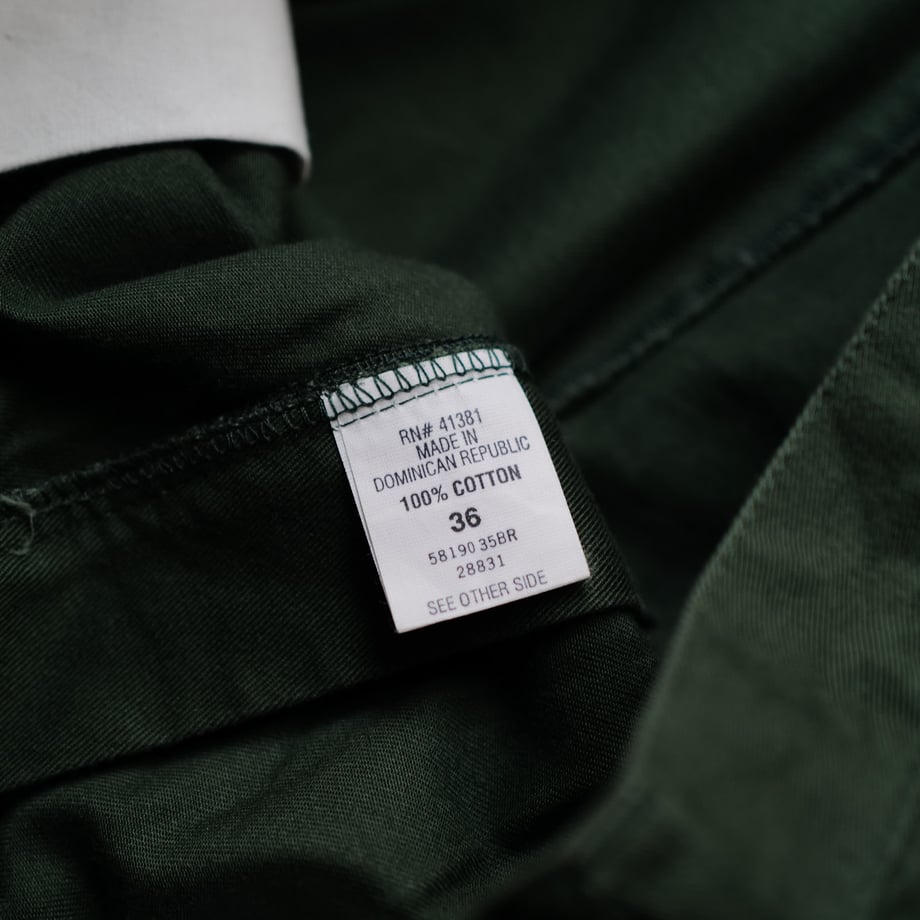 RN# 41381
MADE IN
DOMINICAN REPUBLIC
100% COTTON
36
58190 35BR
28831
SEE OTHER SIDE